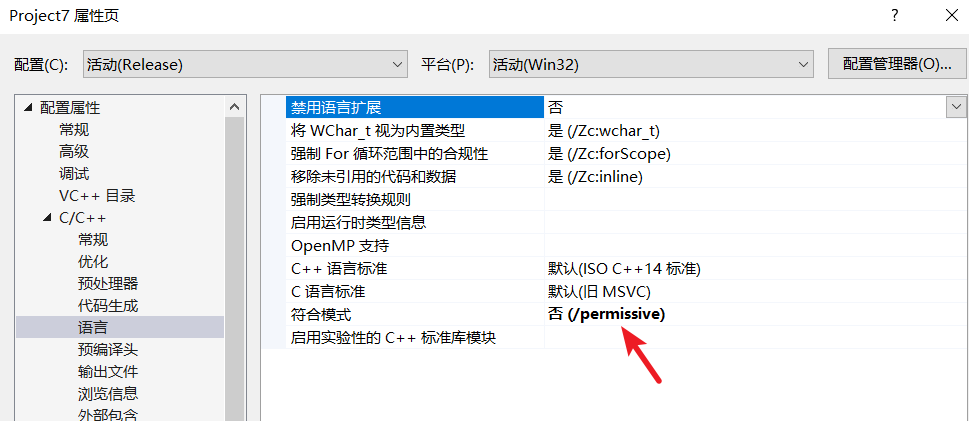 Project7 属性页
配置(C): 活动(Release) 平台(P): 活动(Win32) 配置管理器(O)...
配置属性
常规
高级
调试
VC++ 目录
C/C++
常规
优化
预处理器
代码生成
语言
预编译头
输出文件
浏览信息
外部包含
禁用语言扩展 否
将 WChar_t 视为内置类型 是 (/Zc:wchar_t)
强制 For 循环范围中的合规性 是 (/Zc:forScope)
移除未引用的代码和数据 是 (/Zc:inline)
强制类型转换规则
启用运行时类型信息
OpenMP 支持
C++ 语言标准 默认(ISO C++14 标准)
C 语言标准 默认(旧 MSVC)
符合模式 否 (/permissive)
启用实验性的 C++ 标准库模块